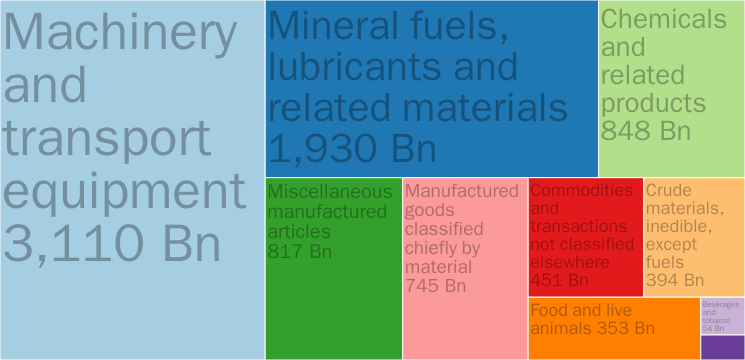 Machinery
and
transport
equipment
3,110 Bn
Mineral fuels,
lubricants and
related materials
1,930 Bn
Chemicals
and
related
products
848 Bn
Miscellaneous
manufactured
articles
817 Bn
Manufactured
goods
classified
chiefly by
material
745 Bn
Commodities
and
transactions
not classified
elsewhere
451 Bn
Crude
materials,
inedible,
except
fuels
394 Bn
Food and live
animals 353 Bn
Beverages
and
tobacco
54 Bn